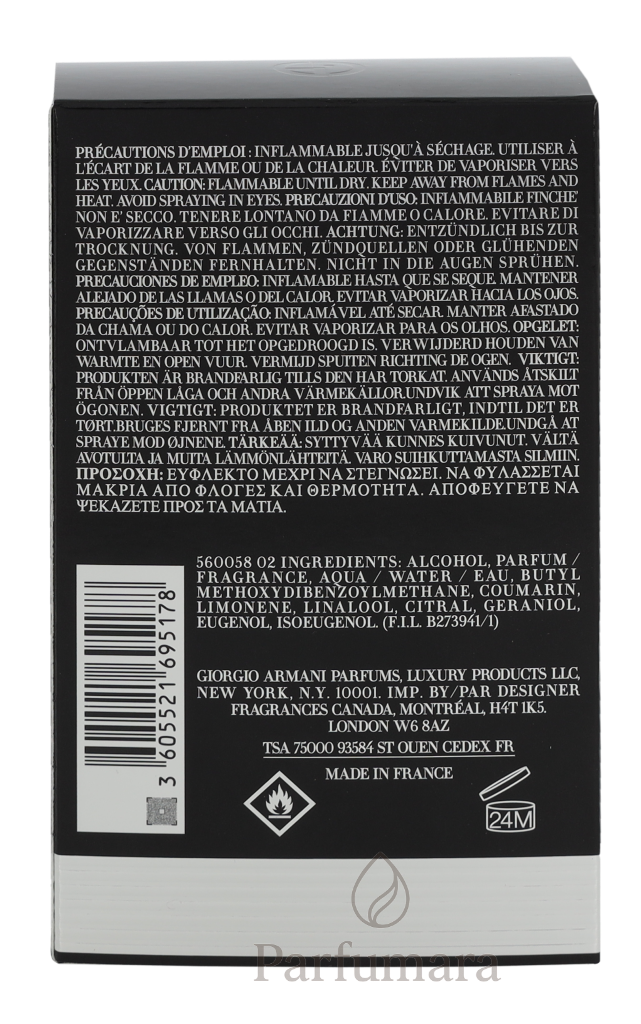 PRÉCAUTIONS D'EMPLOI : INFLAMMABLE JUSQU'À SÉCHAGE. UTILISER À
L'ÉCART DE LA FLAMME OU DE LA CHALEUR. ÉVITER DE VAPORISER VERS
LES YEUX. CAUTION: FLAMMABLE UNTIL DRY. KEEP AWAY FROM FLAMES AND
HEAT. AVOID SPRAYING IN EYES. PRECAUZIONI D'USO: INFIAMMABILE FINCHE'
NON E' SECCO. TENERE LONTANO DA FIAMME O CALORE. EVITARE DI
VAPORIZZARE VERSO GLI OCCHI. ACHTUNG: ENTZÜNDLICH BIS ZUR
TROCKNUNG. VON FLAMMEN, ZÜNDQUELLEN ODER GLÜHENDEN
GEGENSTÄNDEN FERNHALTEN. NICHT IN DIE AUGEN SPRÜHEN.
PRECAUCIONES DE EMPLEO: INFLAMABLE HASTA QUE SE SEQUE. MANTENER
ALEJADO DE LAS LLAMAS O DEL CALOR. EVITAR VAPORIZAR HACIA LOS OJOS.
PRECAUÇÕES DE UTILIZAÇÃO: INFLAMÁVEL ATÉ SECAR. MANTER AFASTADO
DA CHAMA OU DO CALOR. EVITAR VAPORIZAR PARA OS OLHOS. OPGELET:
ONTVLAMBAAR TOT HET OPGEDROOGD IS. VERWIJDERD HOUDEN VAN
WARMTE EN OPEN VUUR. VERMIJD SPUITEN RICHTING DE OGEN. VIKTIGT:
PRODUKTEN ÄR BRANDFARLIG TILLS DEN HAR TORKAT. ANVÄNDS ÅTSKILT
FRÅN ÖPPEN LÅGA OCH ANDRA VÄRMEKÄLLOR.UNDVIK ATT SPRAYA MOT
ÖGONEN. VIGTIGT: PRODUKTET ER BRANDFARLIGT, INDTIL DET ER
TØRT.BRUGES FJERNT FRA ÅBEN ILD OG ANDEN VARMEKILDE.UNDGÅ AT
SPRAYE MOD ØJNENE. TÄRKEÄÄ: SYTTYVÄÄ KUNNES KUIVUNUT. VÄLTÄ
AVOTULTA JA MUITA LÄMMÖNLÄHTEITÄ. VARO SUIHKUTTAMASTA SILMIIN.
ΠΡΟΣΟΧΗ: ΕΥΦΛΕΚΤΟ ΜΕΧΡΙ ΝΑ ΣΤΕΓΝΩΣΕΙ. ΝΑ ΦΥΛΑΣΣΕΤΑΙ
ΜΑΚΡΙΑ ΑΠΟ ΦΛΟΓΕΣ ΚΑΙ ΘΕΡΜΟΤΗΤΑ. ΑΠΟΦΕΥΓΕΤΕ ΝΑ
ΨΕΚΑΖΕΤΕ ΠΡΟΣ ΤΑ ΜΑΤΙΑ.
560058 02 INGREDIENTS: ALCOHOL, PARFUM /
FRAGRANCE, AQUA / WATER / EAU, BUTYL
METHOXYDIBENZOYLMETHANE, COUMARIN,
LIMONENE, LINALOOL, CITRAL, GERANIOL,
EUGENOL, ISOEUGENOL. (F.I.L. B273941/1)
3 605521 695178
GIORGIO ARMANI PARFUMS, LUXURY PRODUCTS LLC,
NEW YORK, N.Y. 10001. IMP. BY/PAR DESIGNER
FRAGRANCES CANADA, MONTRÉAL, H4T 1K5.
LONDON W6 8AZ
TSA 75000 93584 ST OUEN CEDEX FR
MADE IN FRANCE
24M
Parfumara